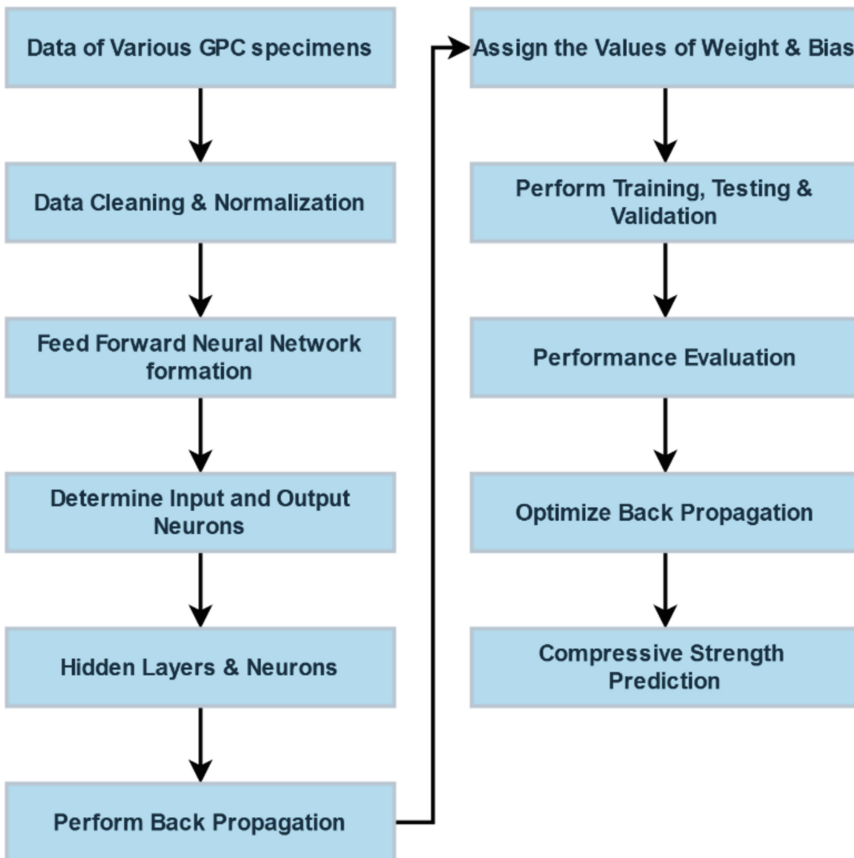 Data of Various GPC specimens
Data Cleaning & Normalization
Feed Forward Neural Network
formation
Determine Input and Output
Neurons
Hidden Layers & Neurons
Perform Back Propagation
Assign the Values of Weight & Bias
Perform Training, Testing &
Validation
Performance Evaluation
Optimize Back Propagation
Compressive Strength
Prediction